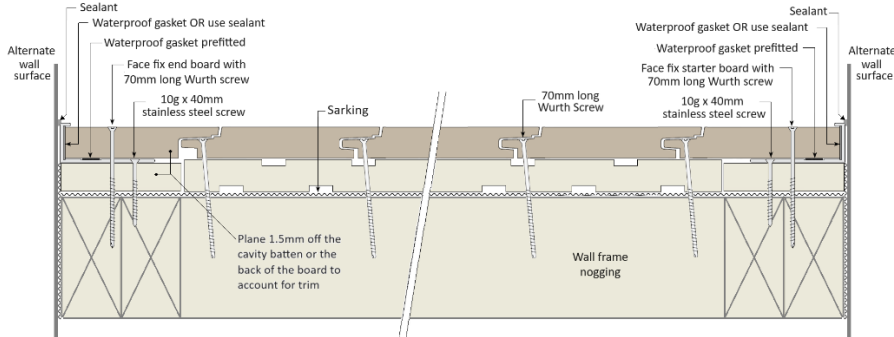 Sealant
Waterproof gasket OR use sealant
Waterproof gasket prefitted
Alternate
wall
surface
Face fix end board with
70mm long Wurth screw
10g x 40mm
stainless steel screw
Sarking
70mm long
Wurth Screw
Sealant
Waterproof gasket OR use sealant
Waterproof gasket prefitted
Alternate
wall
surface
Face fix starter board with
70mm long Wurth screw
10g x 40mm
stainless steel screw
Plane 1.5mm off the
cavity batten or the
back of the board to
account for trim
Wall frame
nogging